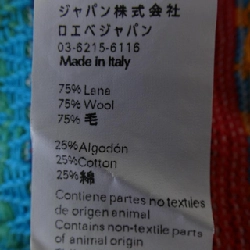 ジャパン株式会社
ロエベジャパン
03-6215-6116
Made in Italy
75% Lana
75% Wool
75% 毛
25% Algodón
25% Cotton
25% 綿
Contiene partes no textiles
de origen animal
Contains non-textile parts
of animal origin